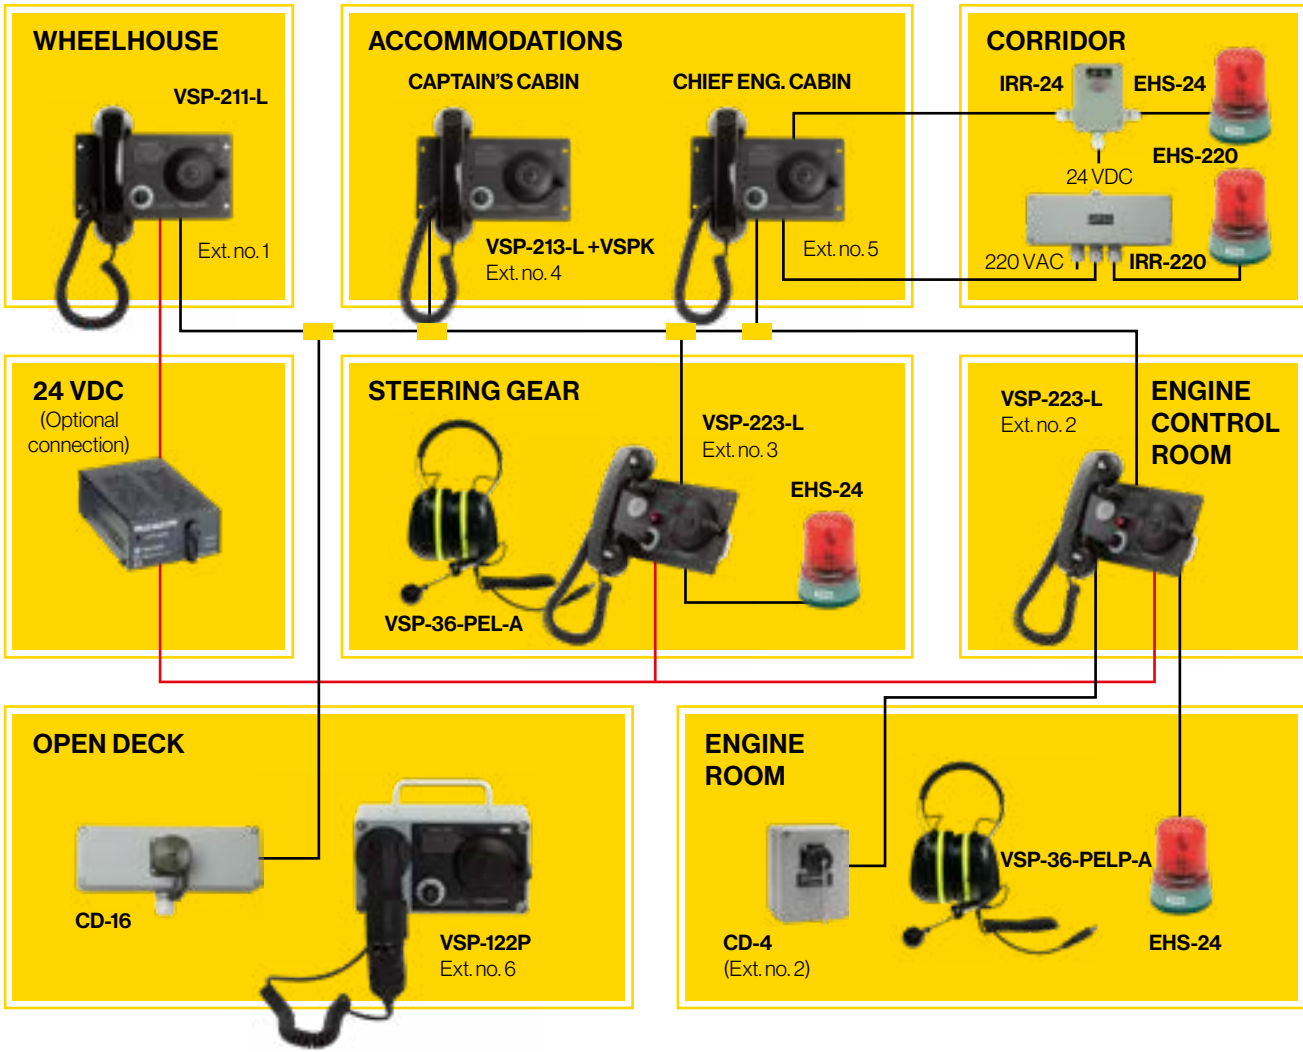 WHEELHOUSE
VSP-211-L
Ext. no. 1
ACCOMMODATIONS
CAPTAIN'S CABIN
CHIEF ENG. CABIN
VSP-213-L +VSPK
Ext. no. 4
Ext. no. 5
CORRIDOR
IRR-24
EHS-24
EHS-220
24 VDC
220 VAC
IRR-220
24 VDC
(Optional
connection)
STEERING GEAR
VSP-223-L
Ext. no. 3
EHS-24
VSP-36-PEL-A
VSP-223-L
Ext. no. 2
ENGINE
CONTROL
ROOM
OPEN DECK
CD-16
VSP-122P
Ext. no. 6
ENGINE
ROOM
VSP-36-PELP-A
CD-4
(Ext. no. 2)
EHS-24